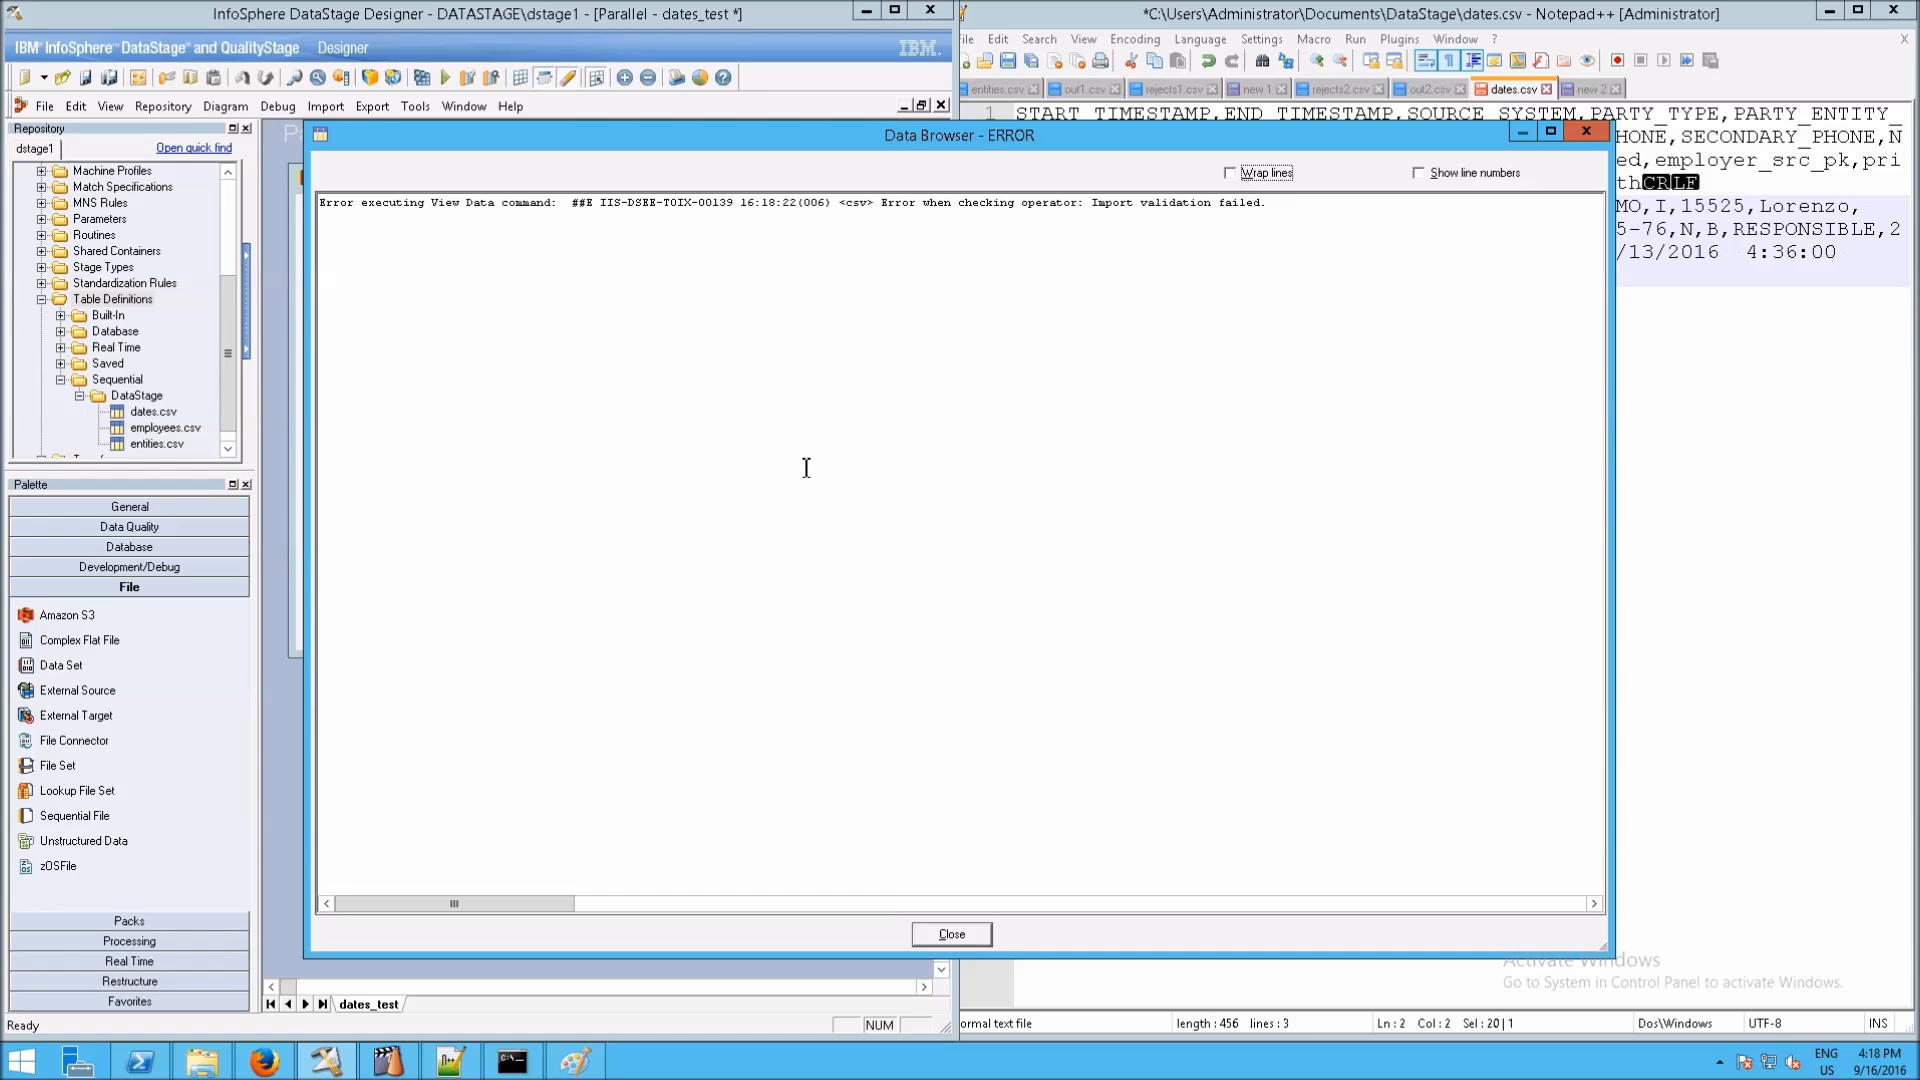 InfoSphere DataStage Designer - DATASTAGE\dstage1 - [Parallel - dates_test *]
IBM® InfoSphere™ DataStage® and QualityStage Designer
IBM.
File Edit View Repository Diagram Debug Import Export Tools Window Help
Repository
dstage1 Open quick find
Machine Profiles
Match Specifications
MNS Rules
Parameters
Routines
Shared Containers
Stage Types
Standardization Rules
Table Definitions
Built-In
Database
Real Time
Saved
Sequential
DataStage
dates.csv
employees.csv
entities.csv
Palette
General
Data Quality
Database
Development/Debug
File
Amazon S3
Complex Flat File
Data Set
External Source
External Target
File Connector
File Set
Lookup File Set
Sequential File
Unstructured Data
zOSFile
Packs
Processing
Real Time
Restructure
Favorites
Ready
NUM
dates_test
Data Browser - ERROR
Wrap lines
Show line numbers
Error executing View Data command: ##E IIS-DSEE-TOIX-00139 16:18:22(006) <csv> Error when checking operator: Import validation failed.
Close
*C:\Users\Administrator\Documents\DataStage\dates.csv - Notepad++ [Administrator]
ile Edit Search View Encoding Language Settings Macro Run Plugins Window ?
X
entities.csv out1.csv rejects1.csv new 1 rejects2.csv out2.csv dates.csv new 2
1 START_TIMESTAMP,END_TIMESTAMP,SOURCE_SYSTEM,PARTY_TYPE,PARTY_ENTITY_
HONE,SECONDARY_PHONE,N
ed,employer_src_pk,pri
thCRLF
MO,I,15525,Lorenzo,
5-76,N,B,RESPONSIBLE,2
/13/2016 4:36:00
Activate Windows
Go to System in Control Panel to activate Windows.
ormal text file
length : 456 lines : 3
Ln : 2 Col : 2 Sel : 20 | 1
Dos\Windows
UTF-8
INS
ENG
US
4:18 PM
9/16/2016